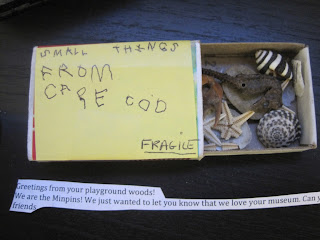 SMALL THINGS
FROM
CAPE COD
FRAGILE
Greetings from your playground woods!
We are the Minpins! We just wanted to let you know that we love your museum. Can
friends